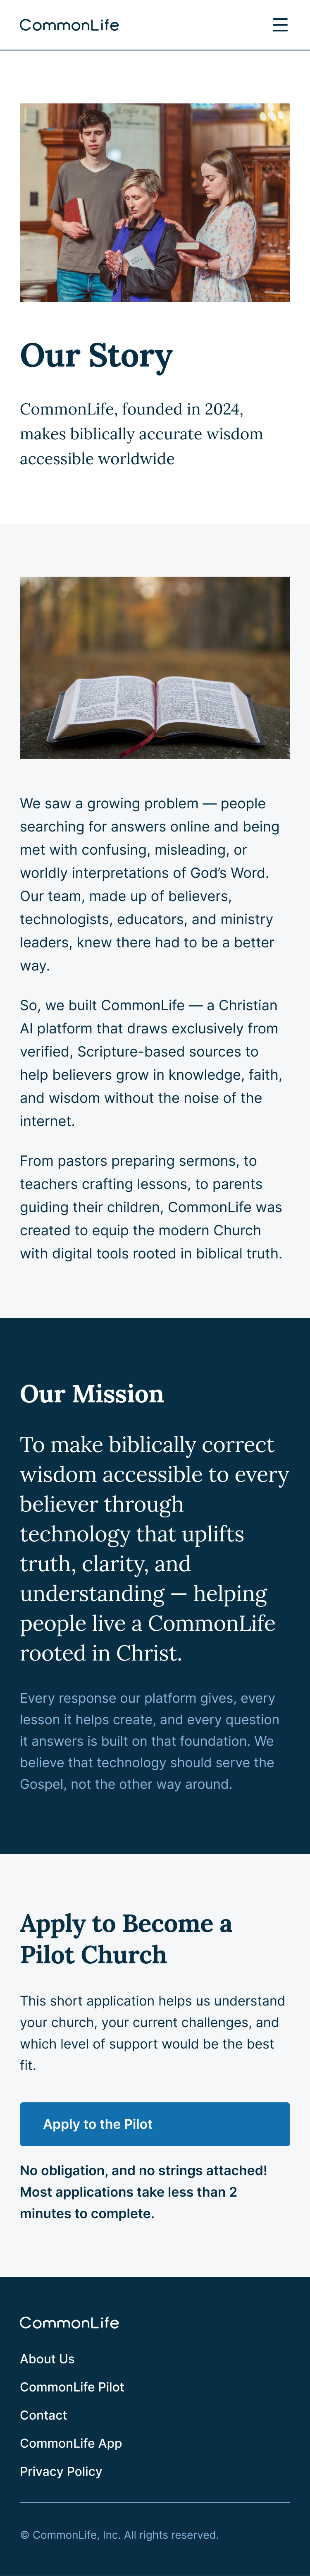 CommonLife
Our Story
CommonLife, founded in 2024,
makes biblically accurate wisdom
accessible worldwide
We saw a growing problem — people
searching for answers online and being
met with confusing, misleading, or
worldly interpretations of God’s Word.
Our team, made up of believers,
technologists, educators, and ministry
leaders, knew there had to be a better
way.
So, we built CommonLife — a Christian
AI platform that draws exclusively from
verified, Scripture-based sources to
help believers grow in knowledge, faith,
and wisdom without the noise of the
internet.
From pastors preparing sermons, to
teachers crafting lessons, to parents
guiding their children, CommonLife was
created to equip the modern Church
with digital tools rooted in biblical truth.
Our Mission
To make biblically correct
wisdom accessible to every
believer through
technology that uplifts
truth, clarity, and
understanding — helping
people live a CommonLife
rooted in Christ.
Every response our platform gives, every
lesson it helps create, and every question
it answers is built on that foundation. We
believe that technology should serve the
Gospel, not the other way around.
Apply to Become a
Pilot Church
This short application helps us understand
your church, your current challenges, and
which level of support would be the best
fit.
Apply to the Pilot
No obligation, and no strings attached!
Most applications take less than 2
minutes to complete.
CommonLife
About Us
CommonLife Pilot
Contact
CommonLife App
Privacy Policy
© CommonLife, Inc. All rights reserved.